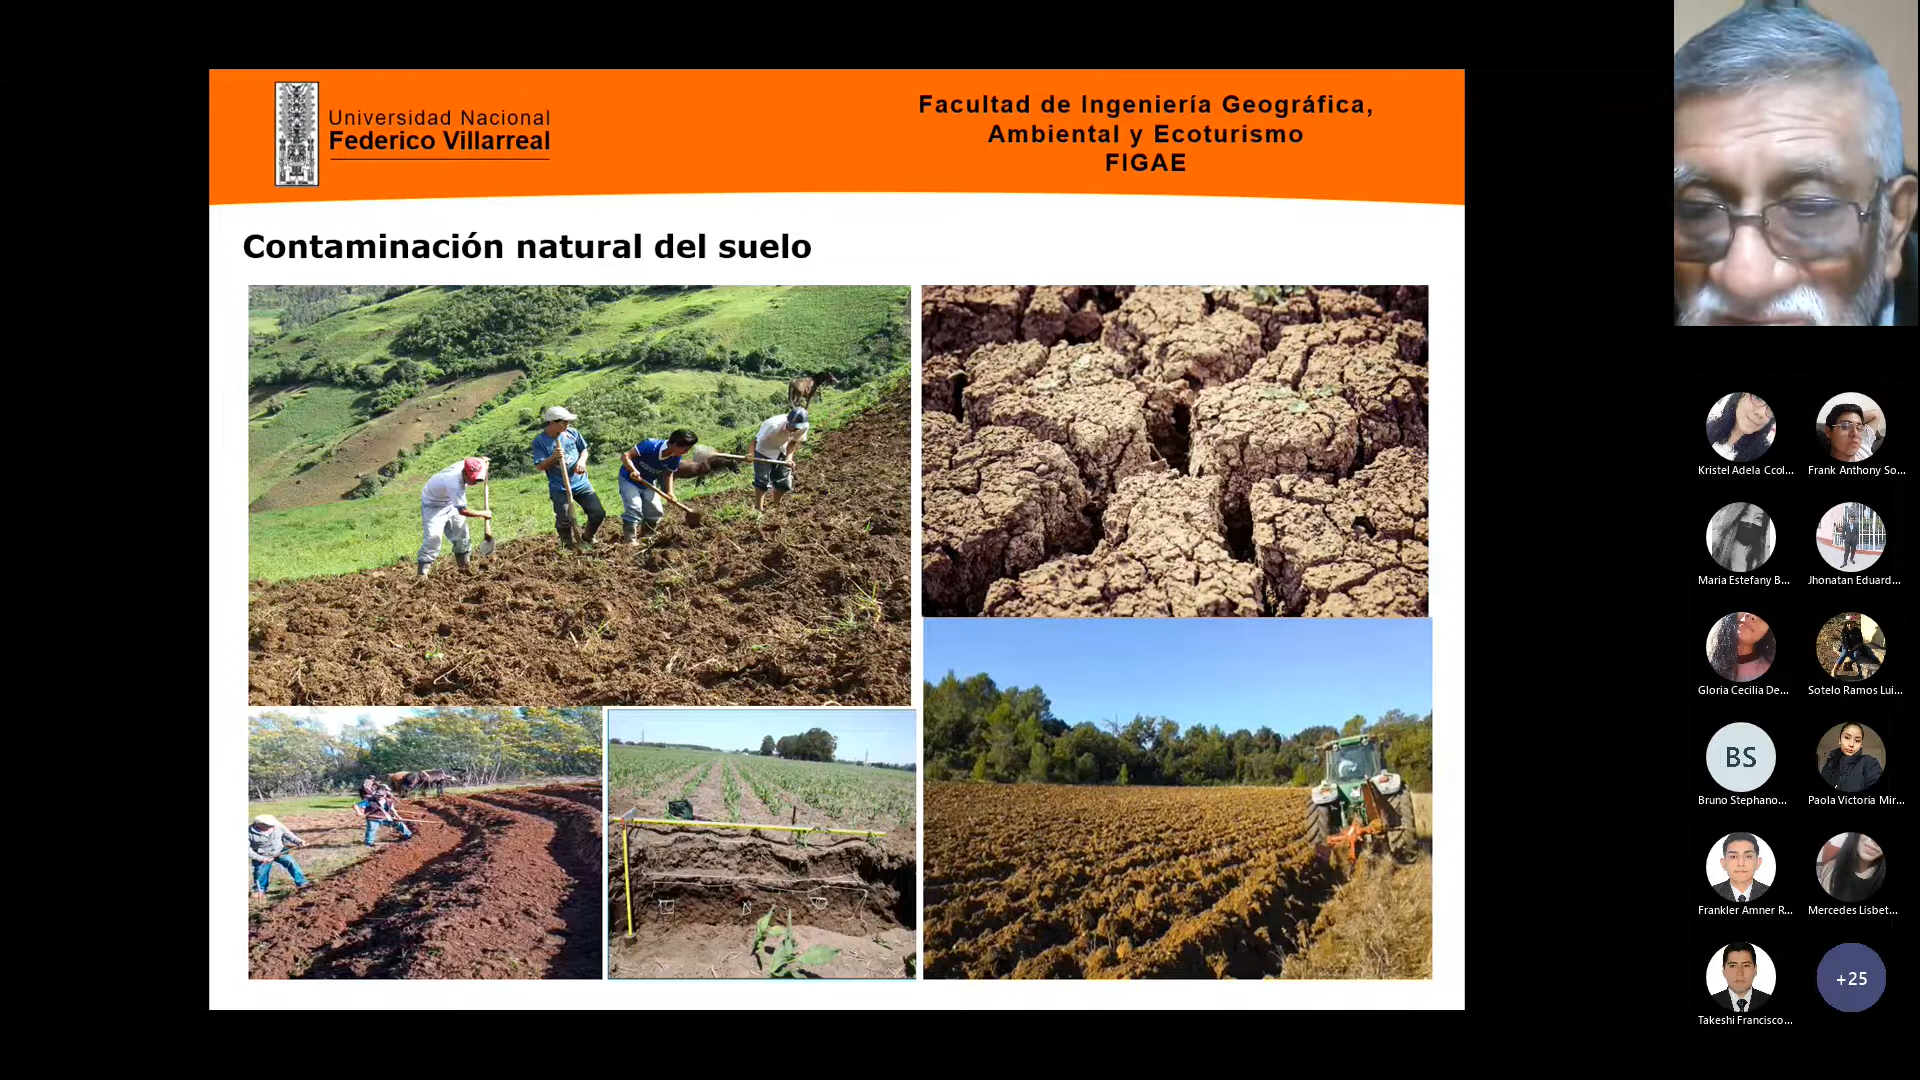 Universidad Nacional
Federico Villarreal
Facultad de Ingeniería Geográfica,
Ambiental y Ecoturismo
FIGAE
Contaminación natural del suelo
Kristel Adela Ccol...
Frank Anthony So...
Maria Estefany B...
Jhonatan Eduard...
Gloria Cecilia De...
Sotelo Ramos Lui...
BS
Bruno Stephano...
Paola Victoria Mir...
Frankler Amner R...
Mercedes Lisbet...
Takeshi Francisco...
+25